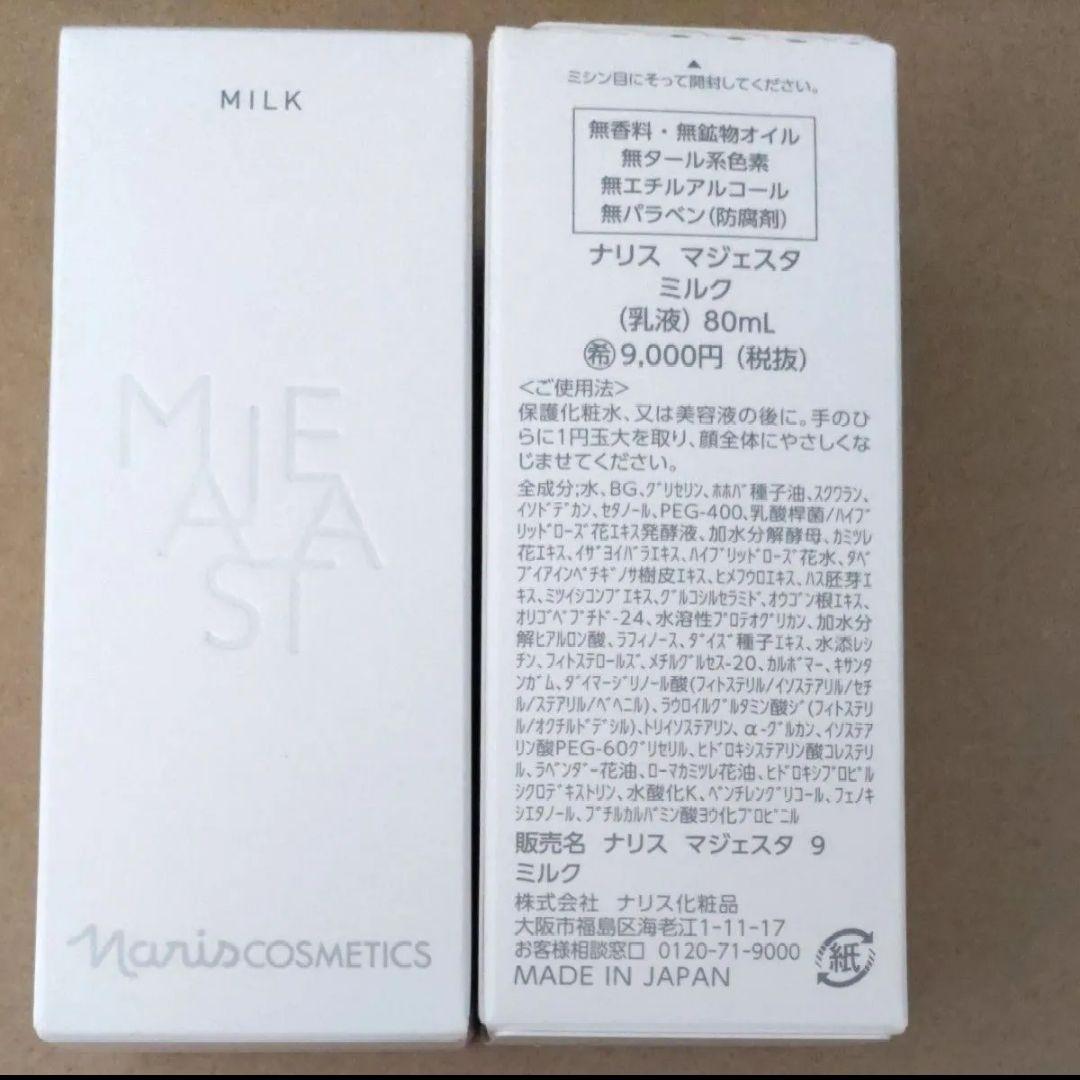 MILK
MAJE
ASTA
naris COSMETICS
▲
ミシン目にそって開封してください。
無香料・無鉱物オイル
無タール系色素
無エチルアルコール
無パラベン(防腐剤)
ナリス マジェスタ
ミルク
(乳液) 80mL
㊒希 9,000円 (税抜)
<ご使用法>
保護化粧水、又は美容液の後に。手のひ
らに1円玉大を取り、顔全体にやさしくな
じませてください。
全成分;水、BG、グリセリン、ホホバ種子油、スクワラン、
イソドデカン、セタノール、PEG-400、乳酸桿菌/ハイブ
リッドローズ花エキス発酵液、加水分解酵母、カミツレ
花エキス、イザヨイバラエキス、ハイブリッドローズ花水、タベ
ブイアインペチギノサ樹皮エキス、ヒメフウロエキス、ハス胚芽エ
キス、ミツイシコンブエキス、グルコシルセラミド、オウゴン根エキス、
オリゴペプチド-24、水溶性プロテオグリカン、加水分
解ヒアルロン酸、ラフィノース、ダイズ種子エキス、水添レシ
チン、フィトステロールズ、メチルグルセス-20、カルボマー、キサンタ
ンガム、ダイマージリノール酸(フィトステリル/イソステアリル/セチ
ル/ステアリル/ベヘニル)、ラウロイルグルタミン酸ジ(フィトステリ
ル/オクチルドデシル)、トリイソステアリン、α-グルカン、イソステア
リン酸PEG-60グリセリル、ヒドロキシステアリン酸コレステリ
ル、ラベンダー花油、ローマカミツレ花油、ヒドロキシプロピル
シクロデキストリン、水酸化K、ペンチレングリコール、フェノキ
シエタノール、ブチルカルバミン酸ヨウ化プロピニル
販売名 ナリス マジェスタ 9
ミルク
株式会社 ナリス化粧品
大阪市福島区海老江1-11-17
お客様相談窓口 0120-71-9000
MADE IN JAPAN
紙